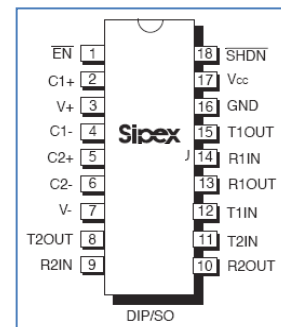 EN 1 18 SHDN
C1+ 2 17 Vcc
V+ 3 16 GND
C1- 4 Sipex 15 T1OUT
C2+ 5 J 14 R1IN
C2- 6 13 R1OUT
V- 7 12 T1IN
T2OUT 8 11 T2IN
R2IN 9 10 R2OUT
DIP/SO